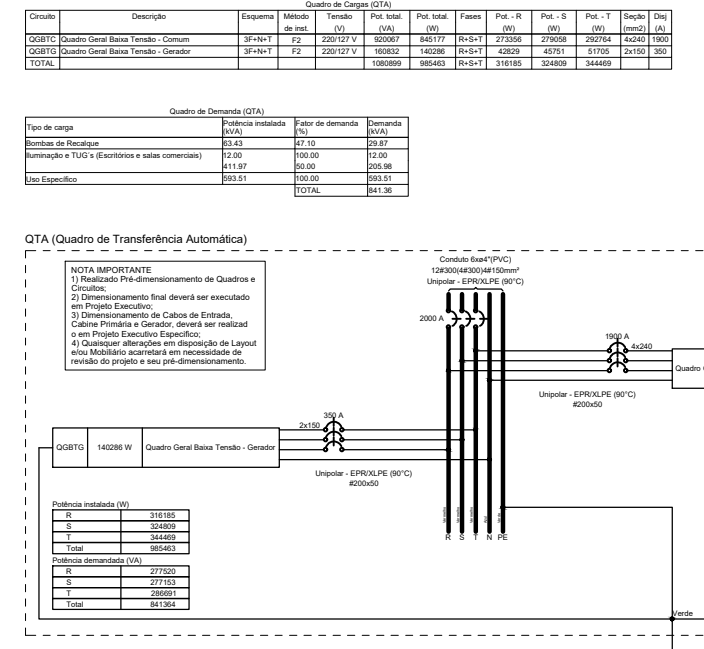 Quadro de Cargas (QTA)
Circuito Descrição Esquema Método de inst. Tensão (V) Pot. total. (VA) Pot. total. (W) Fases Pot. - R (W) Pot. - S (W) Pot. - T (W) Seção (mm2) Disj (A)
QGBTC Quadro Geral Baixa Tensão - Comum 3F+N+T F2 220/127 V 920067 845177 R+S+T 273356 279058 292764 4x240 1900
QGBTG Quadro Geral Baixa Tensão - Gerador 3F+N+T F2 220/127 V 160832 140286 R+S+T 42829 45751 51705 2x150 350
TOTAL 1080899 985463 R+S+T 316185 324809 344469
Quadro de Demanda (QTA)
Tipo de carga Potência instalada (kVA) Fator de demanda (%) Demanda (kVA)
Bombas de Recalque 63.43 47.10 29.87
Iluminação e TUG´s (Escritórios e salas comerciais) 12.00 100.00 12.00
411.97 50.00 205.98
Uso Específico 593.51 100.00 593.51
TOTAL 841.36
QTA (Quadro de Transferência Automática)
NOTA IMPORTANTE
1) Realizado Pré-dimensionamento de Quadros e
Circuitos;
2) Dimensionamento final deverá ser executado
em Projeto Executivo;
3) Dimensionamento de Cabos de Entrada,
Cabine Primária e Gerador, deverá ser realizad
o em Projeto Executivo Específico;
4) Quaisquer alterações em disposição de Layout
e/ou Mobiliário acarretará em necessidade de
revisão do projeto e seu pré-dimensionamento.
Conduto 6xø4"(PVC)
12#300(4#300)4#150mm²
Unipolar - EPR/XLPE (90°C)
2000 A
1900 A
4x240
Quadro
Unipolar - EPR/XLPE (90°C)
#200x50
350 A
2x150
QGBTG 140286 W Quadro Geral Baixa Tensão - Gerador
Unipolar - EPR/XLPE (90°C)
#200x50
R S T N PE
Potência instalada (W)
R 316185
S 324809
T 344469
Total 985463
Potência demandada (VA)
R 277520
S 277153
T 286691
Total 841364
Verde